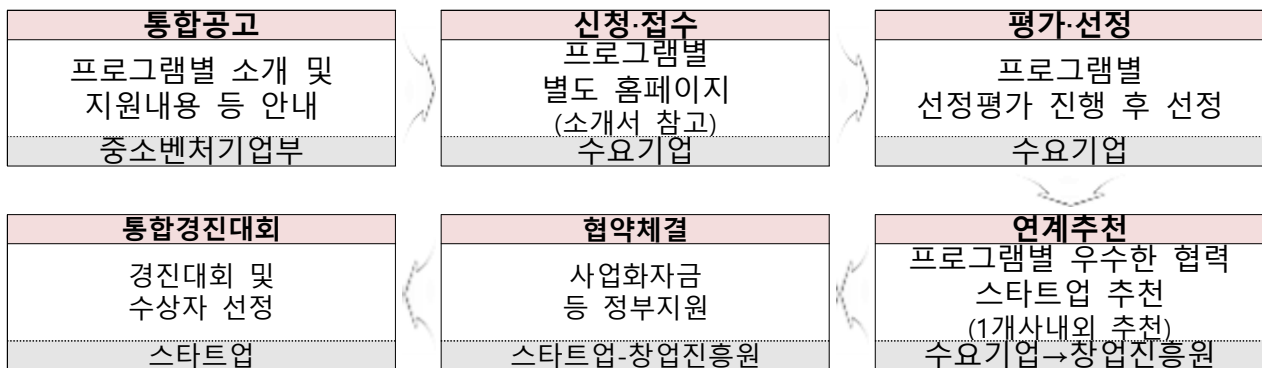 통합공고
프로그램별 소개 및
지원내용 등 안내
중소벤처기업부
신청·접수
프로그램별
별도 홈페이지
(소개서 참고)
수요기업
평가·선정
프로그램별
선정평가 진행 후 선정
수요기업
연계추천
프로그램별 우수한 협력
스타트업 추천
(1개사내외 추천)
수요기업→창업진흥원
협약체결
사업화자금
등 정부지원
스타트업-창업진흥원
통합경진대회
경진대회 및
수상자 선정
스타트업